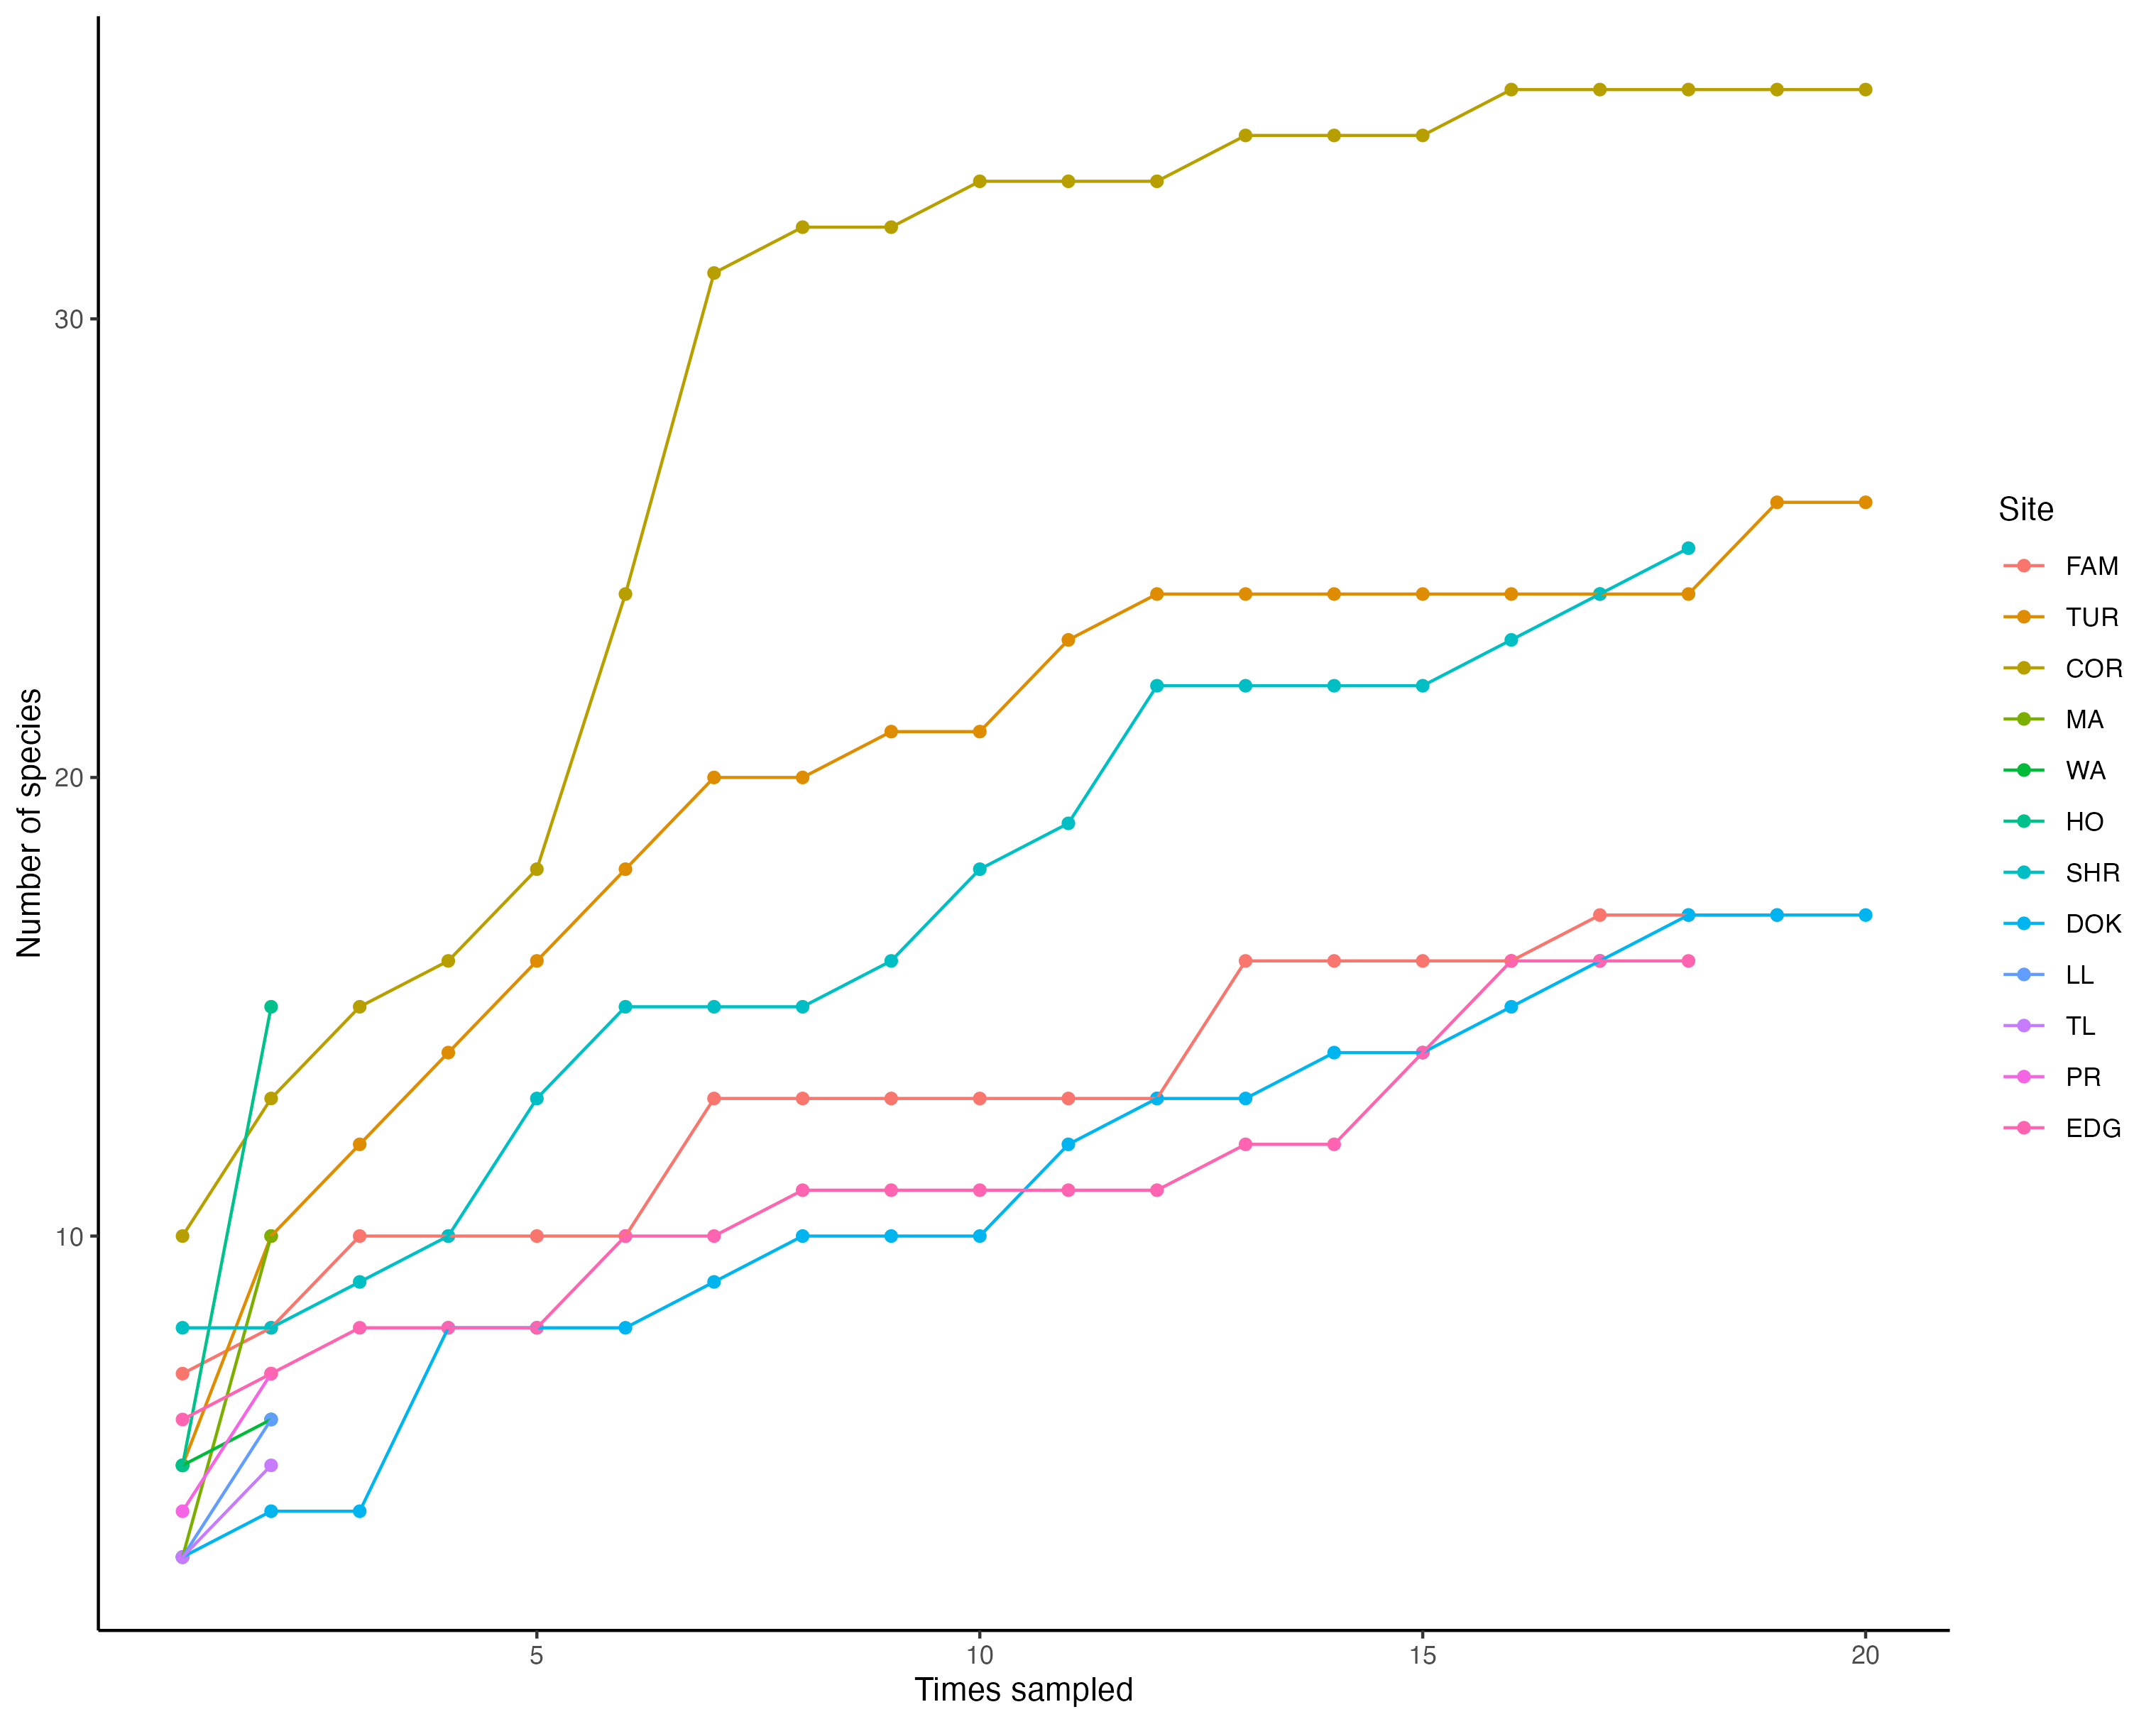 Number of species
30
20
10
5
10
15
20
Times sampled
Site
FAM
TUR
COR
MA
WA
HO
SHR
DOK
LL
TL
PR
EDG